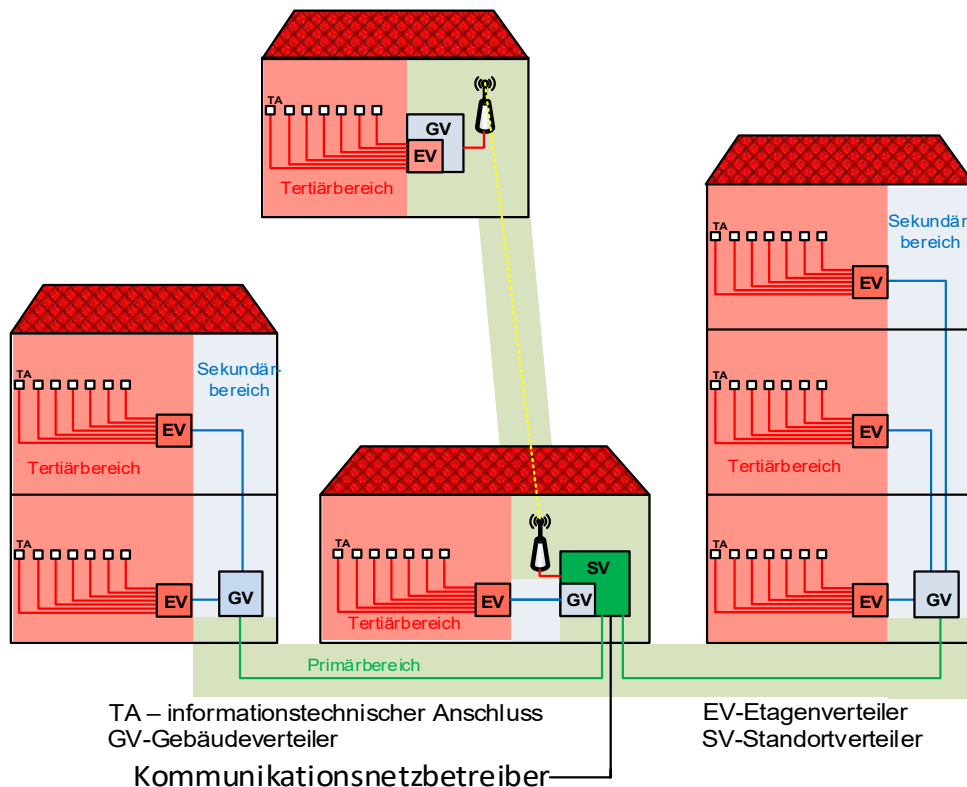 TA
GV
EV
Tertiärbereich
TA
Sekundär-
bereich
EV
TA
EV
Tertiärbereich
TA
EV
GV
TA
Sekundär-
bereich
EV
Tertiärbereich
TA
EV
GV
TA
SV
GV
EV
Tertiärbereich
Primärbereich
TA – informationstechnischer Anschluss
GV-Gebäudeverteiler
EV-Etagenverteiler
SV-Standortverteiler
Kommunikationsnetzbetreiber